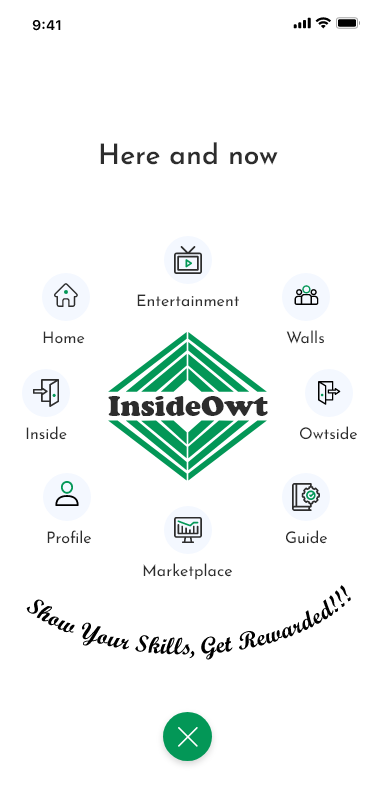 9:41
Here and now
Entertainment
Home
Walls
InsideOwt
Inside
Owtside
Profile
Guide
Marketplace
Show Your Skills, Get Rewarded!!!